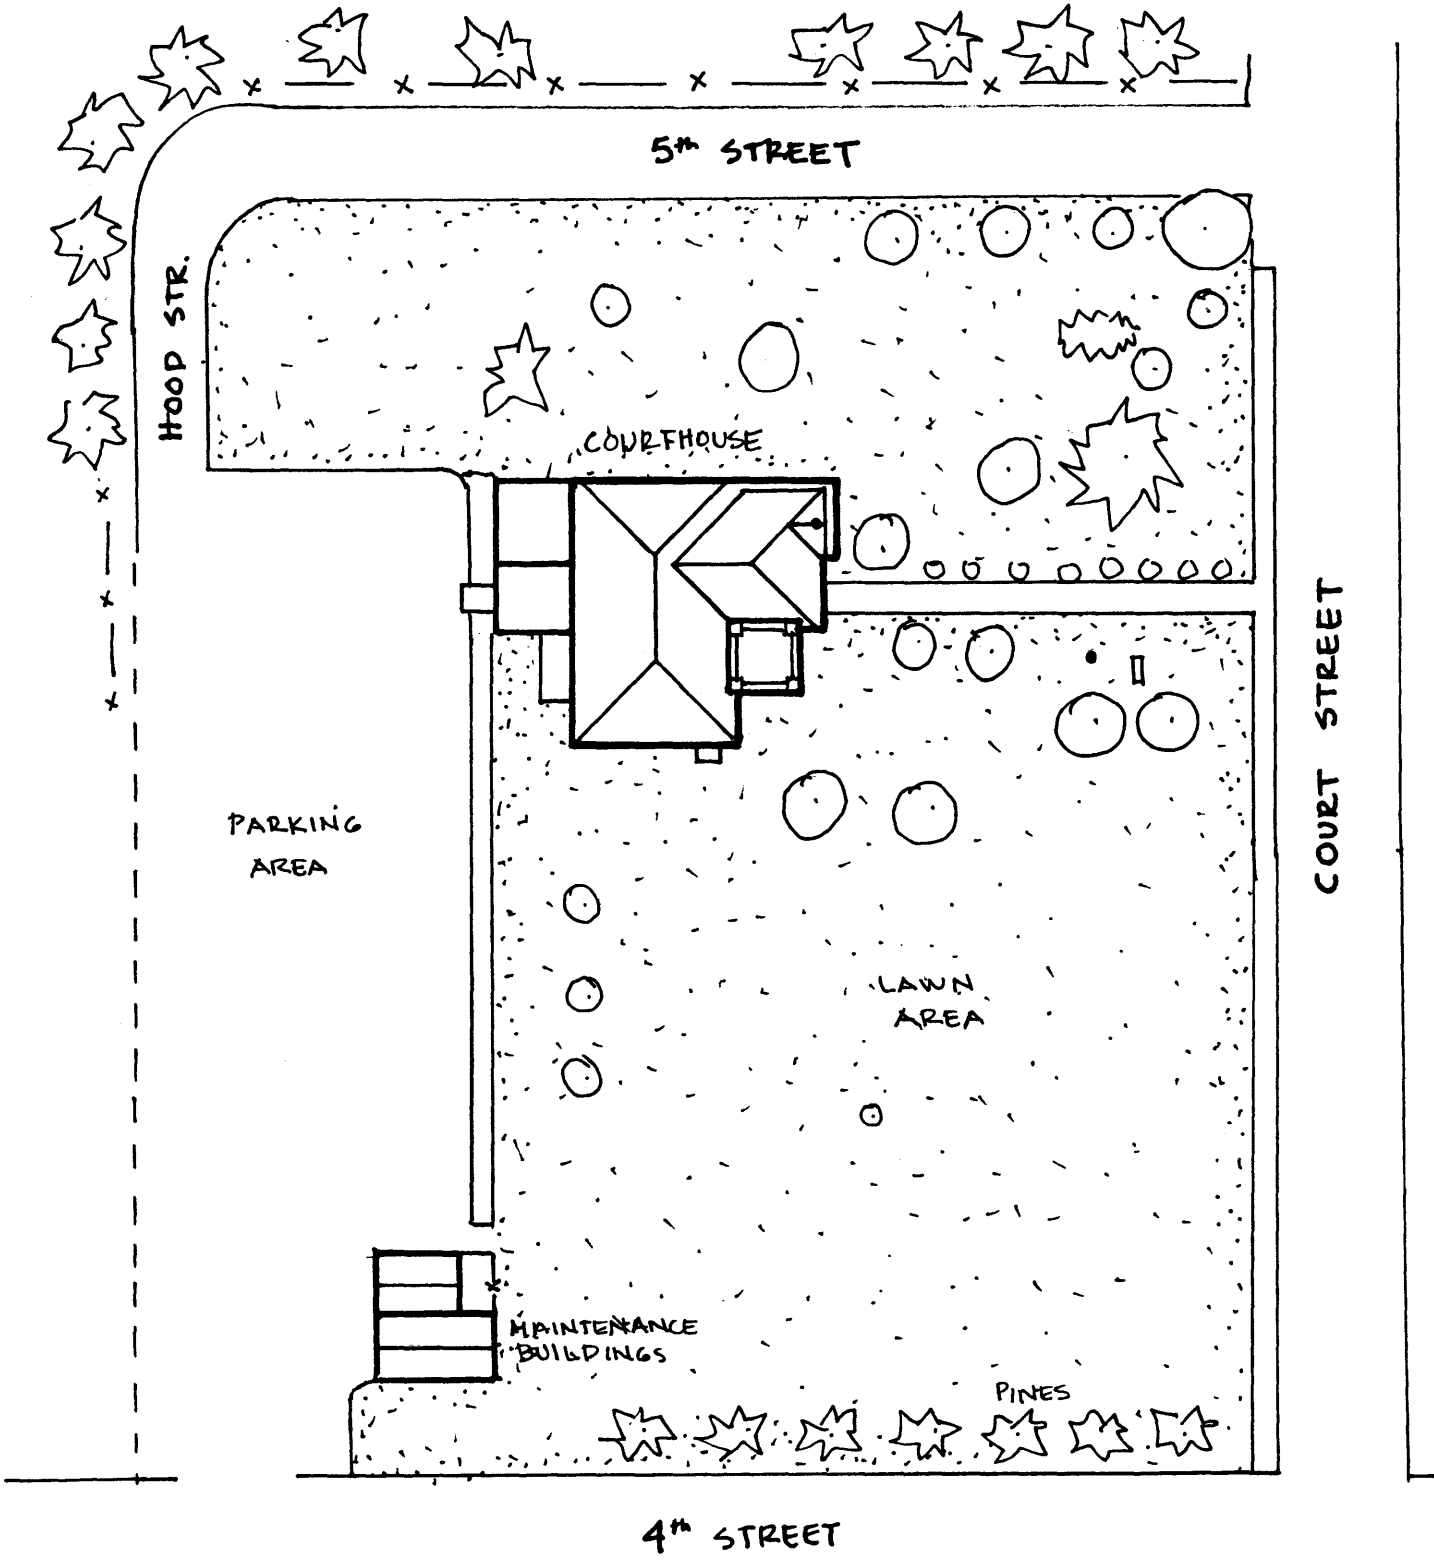 5th STREET
HOOD STR.
COURTHOUSE
COURT STREET
PARKING
AREA
LAWN
AREA
MAINTENANCE
BUILDINGS
PINES
4th STREET